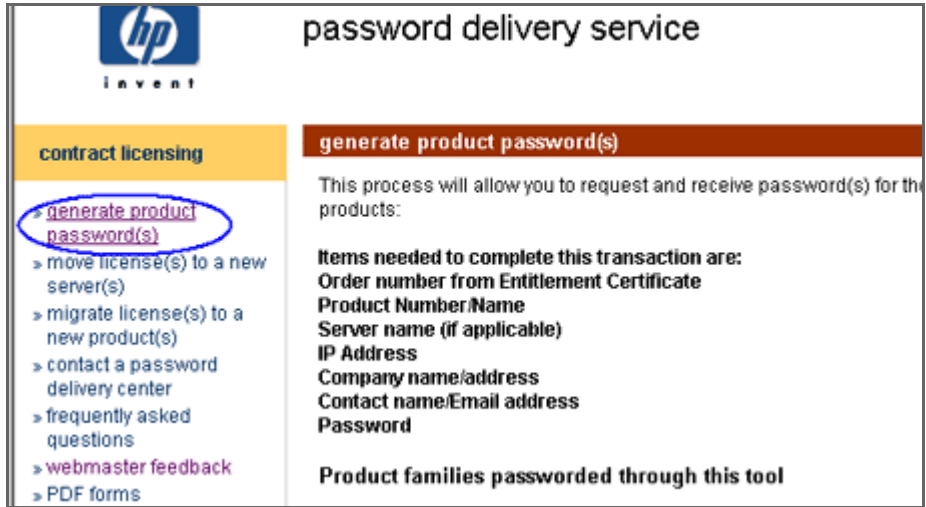 hp
invent
password delivery service
contract licensing
» generate product
password(s)
» move license(s) to a new
server(s)
» migrate license(s) to a
new product(s)
» contact a password
delivery center
» frequently asked
questions
» webmaster feedback
» PDF forms
generate product password(s)
This process will allow you to request and receive password(s) for the
products:
Items needed to complete this transaction are:
Order number from Entitlement Certificate
Product Number/Name
Server name (if applicable)
IP Address
Company name/address
Contact name/Email address
Password
Product families passworded through this tool